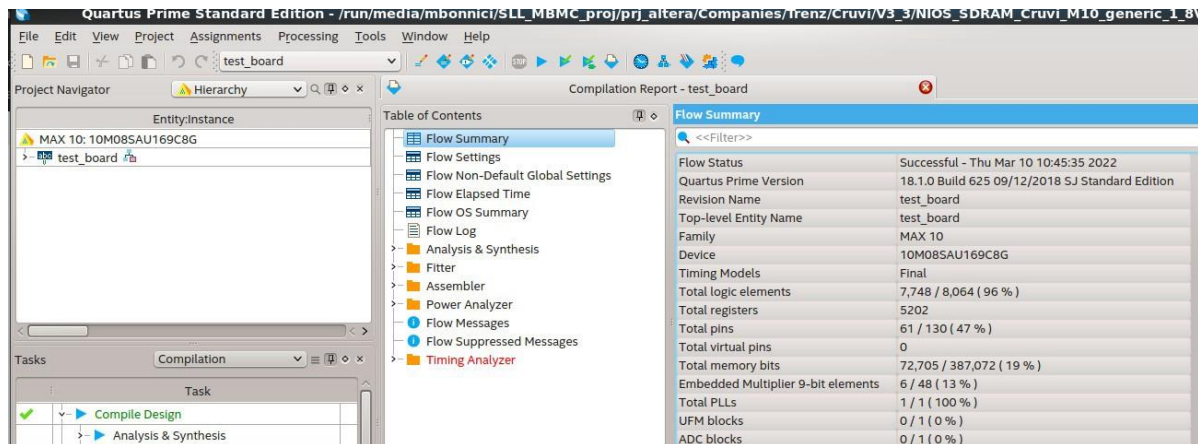 Quartus Prime Standard Edition - /run/media/mbonnici/SLL_MBMC_proj/prj_altera/Companies/Trenz/Cruvi/V3_3/NIOS_SDRAM_Cruvi_M10_generic_1_8
File Edit View Project Assignments Processing Tools Window Help
test_board
STOP
Project Navigator
Hierarchy
Entity:Instance
MAX 10: 10M08SAU169C8G
test_board
Tasks
Compilation
Task
Compile Design
Analysis & Synthesis
Compilation Report - test_board
Table of Contents
Flow Summary
Flow Settings
Flow Non-Default Global Settings
Flow Elapsed Time
Flow OS Summary
Flow Log
Analysis & Synthesis
Fitter
Assembler
Power Analyzer
Flow Messages
Flow Suppressed Messages
Timing Analyzer
Flow Summary
<<Filter>>
Flow Status Successful - Thu Mar 10 10:45:35 2022
Quartus Prime Version 18.1.0 Build 625 09/12/2018 SJ Standard Edition
Revision Name test_board
Top-level Entity Name test_board
Family MAX 10
Device 10M08SAU169C8G
Timing Models Final
Total logic elements 7,748 / 8,064 ( 96 % )
Total registers 5202
Total pins 61 / 130 ( 47 % )
Total virtual pins 0
Total memory bits 72,705 / 387,072 ( 19 % )
Embedded Multiplier 9-bit elements 6 / 48 ( 13 % )
Total PLLs 1 / 1 ( 100 % )
UFM blocks 0 / 1 ( 0 % )
ADC blocks 0 / 1 ( 0 % )